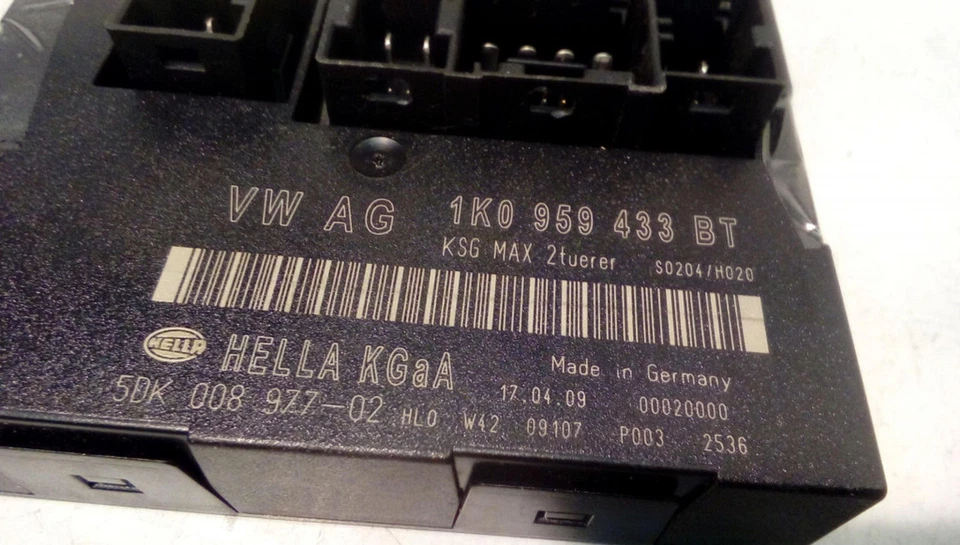 VW AG 1K0 959 433 BT
KSG MAX 2tuerer S0204/H020
HELLA HELLA KGaA Made in Germany
5DK 008 977-02 17.04.09 00020000
HLO W42 09107 P003 2536